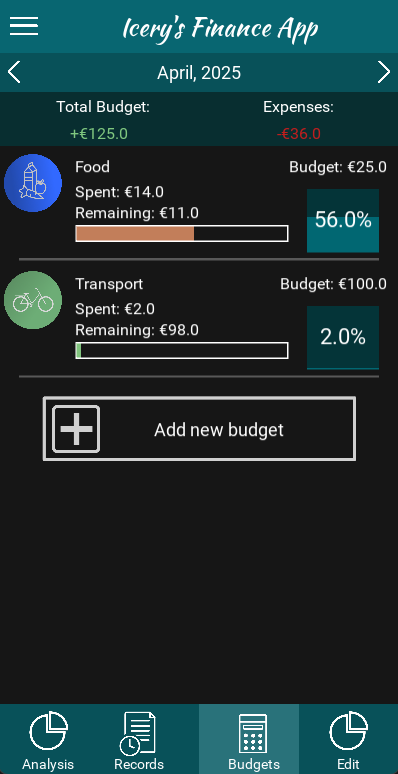 Icery's Finance App
April, 2025
Total Budget: Expenses:
+€125.0 -€36.0
Food Budget: €25.0
Spent: €14.0
Remaining: €11.0
56.0%
Transport Budget: €100.0
Spent: €2.0
Remaining: €98.0
2.0%
Add new budget
Analysis Records Budgets Edit